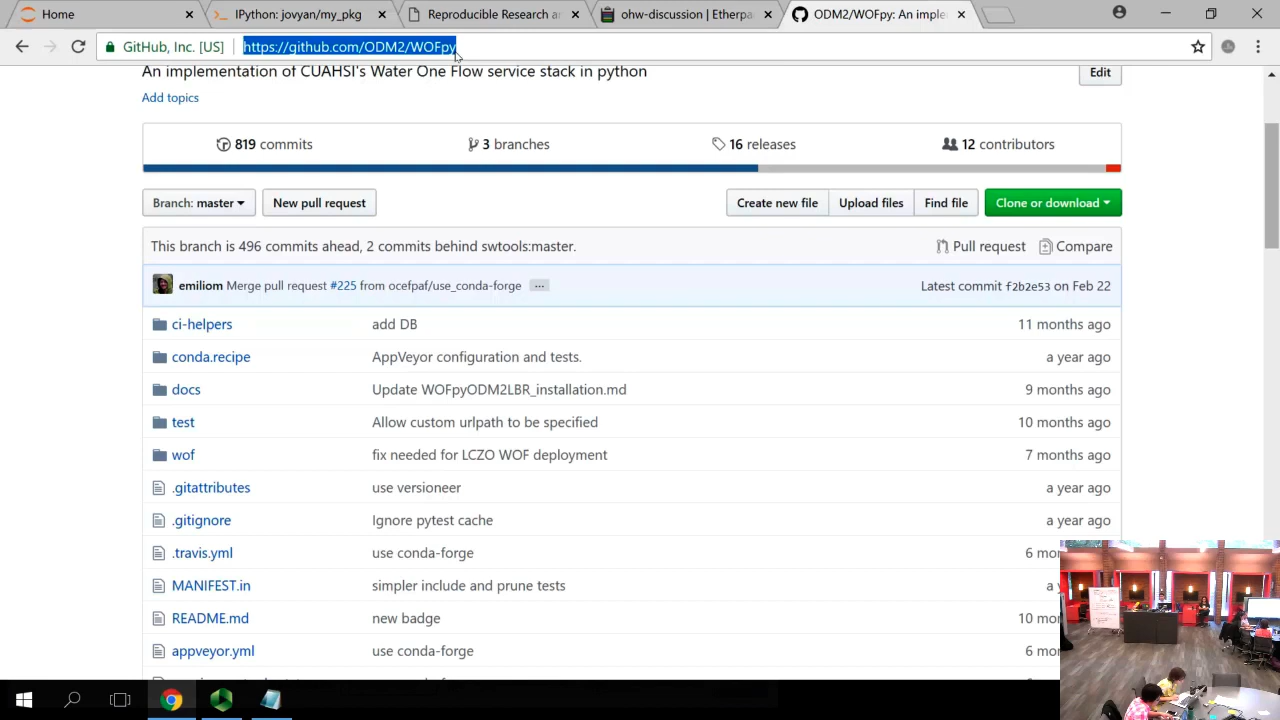 Home
IPython: jovyan/my_pkg
Reproducible Research a
ohw-discussion | Etherpa
ODM2/WOFpy: An imple
GitHub, Inc. [US]
https://github.com/ODM2/WOFpy
An implementation of CUAHSI's Water One Flow service stack in python
Edit
Add topics
819 commits
3 branches
16 releases
12 contributors
Branch: master
New pull request
Create new file
Upload files
Find file
Clone or download
This branch is 496 commits ahead, 2 commits behind swtools:master.
Pull request
Compare
emiliom Merge pull request #225 from ocefpaf/use_conda-forge ...
Latest commit f2b2e53 on Feb 22
ci-helpers add DB 11 months ago
conda.recipe AppVeyor configuration and tests. a year ago
docs Update WOFpyODM2LBR_installation.md 9 months ago
test Allow custom urlpath to be specified 10 months ago
wof fix needed for LCZO WOF deployment 7 months ago
.gitattributes use versioneer a year ago
.gitignore Ignore pytest cache a year ago
.travis.yml use conda-forge 6 mo
MANIFEST.in simpler include and prune tests a y
README.md new badge 10 mo
appveyor.yml use conda-forge 6 mo